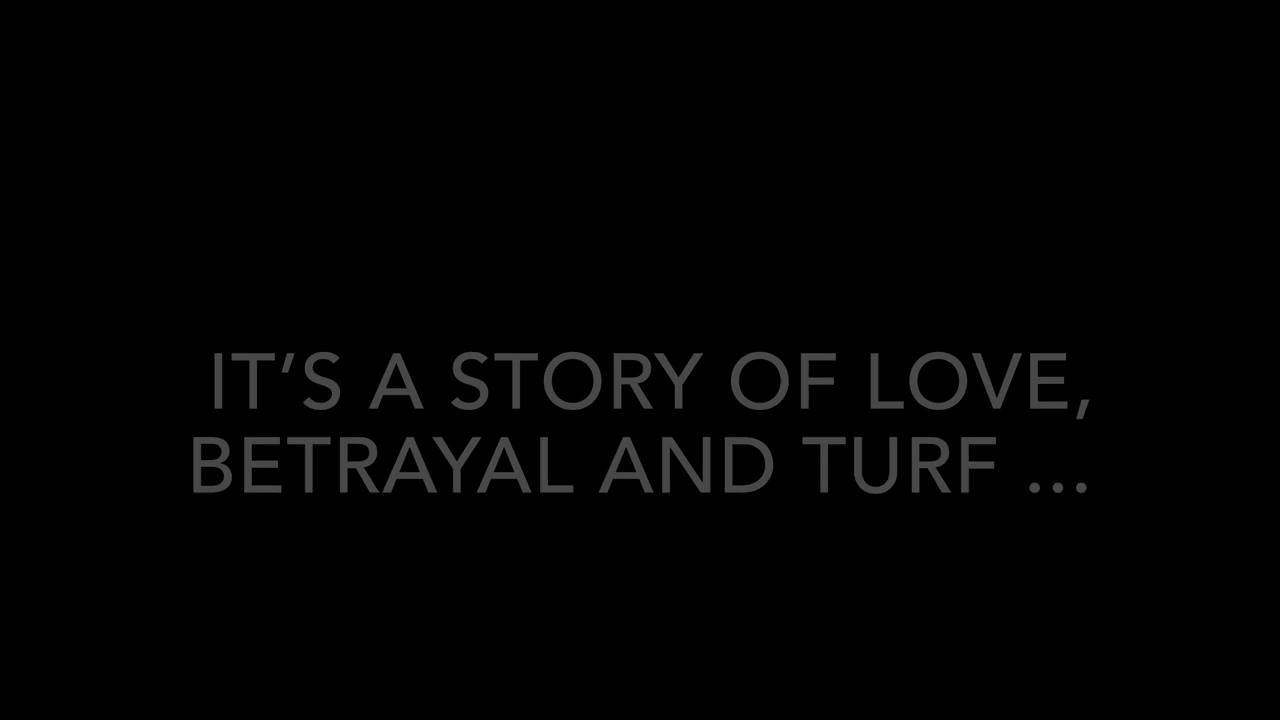 IT’S A STORY OF LOVE,
BETRAYAL AND TURF ...